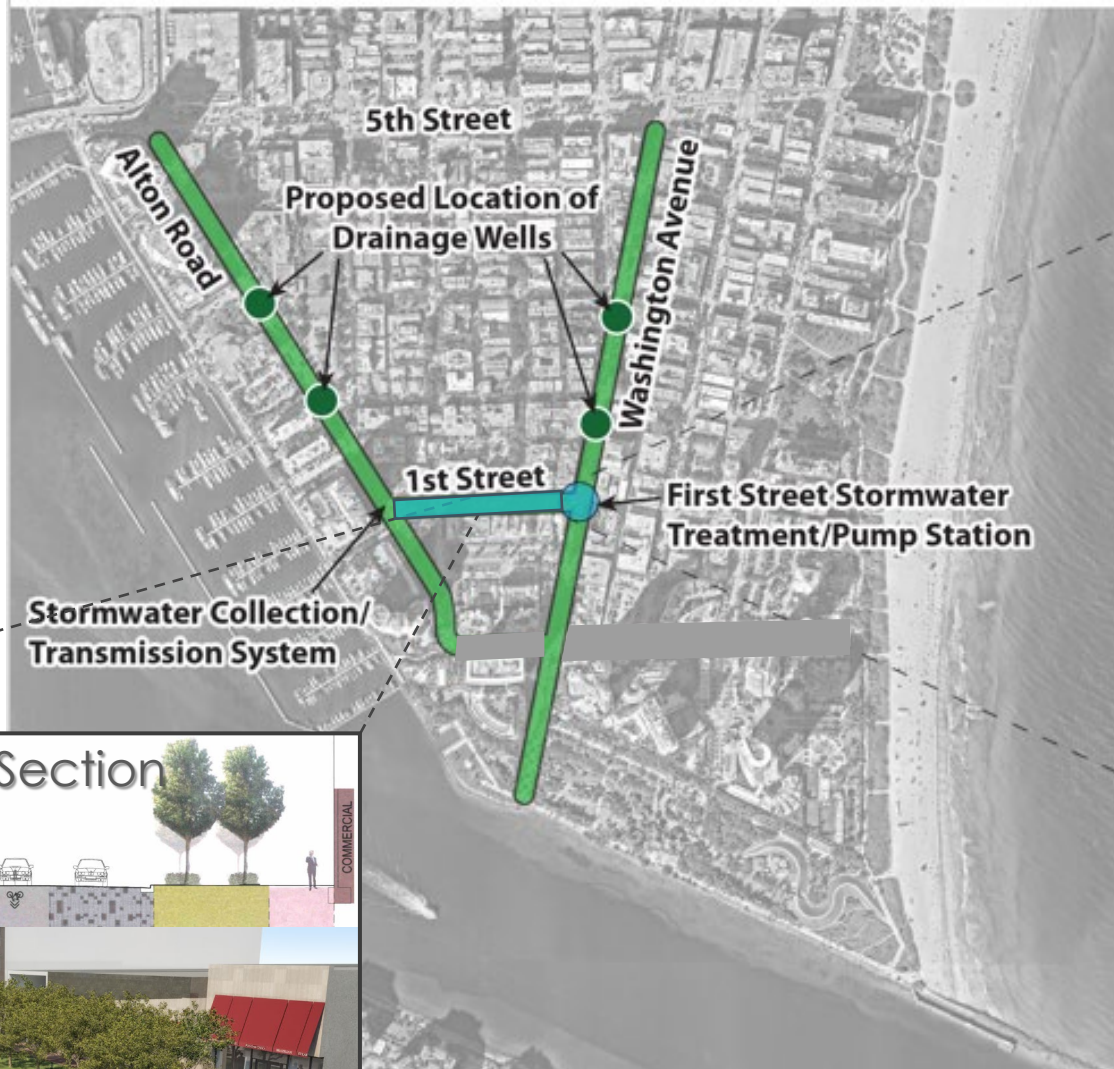 5th Street
Alton Road
Proposed Location of
Drainage Wells
Washington Avenue
1st Street
First Street Stormwater
Treatment/Pump Station
Stormwater Collection/
Transmission System
Section
COMMERCIAL